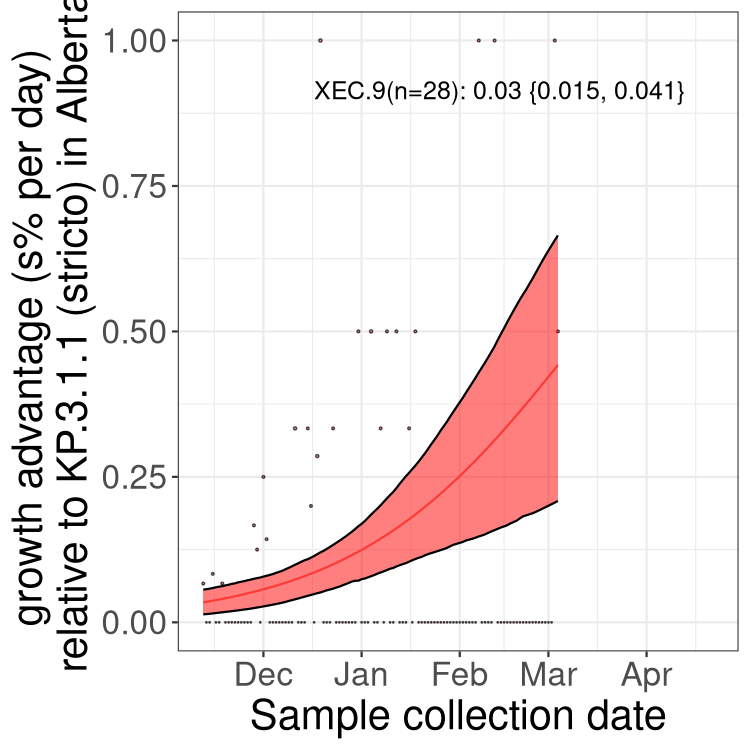 growth advantage (s% per day)
relative to KP.3.1.1 (stricto) in Alberta
1.00
0.75
0.50
0.25
0.00
XEC.9(n=28): 0.03 {0.015, 0.041}
Dec Jan Feb Mar Apr
Sample collection date